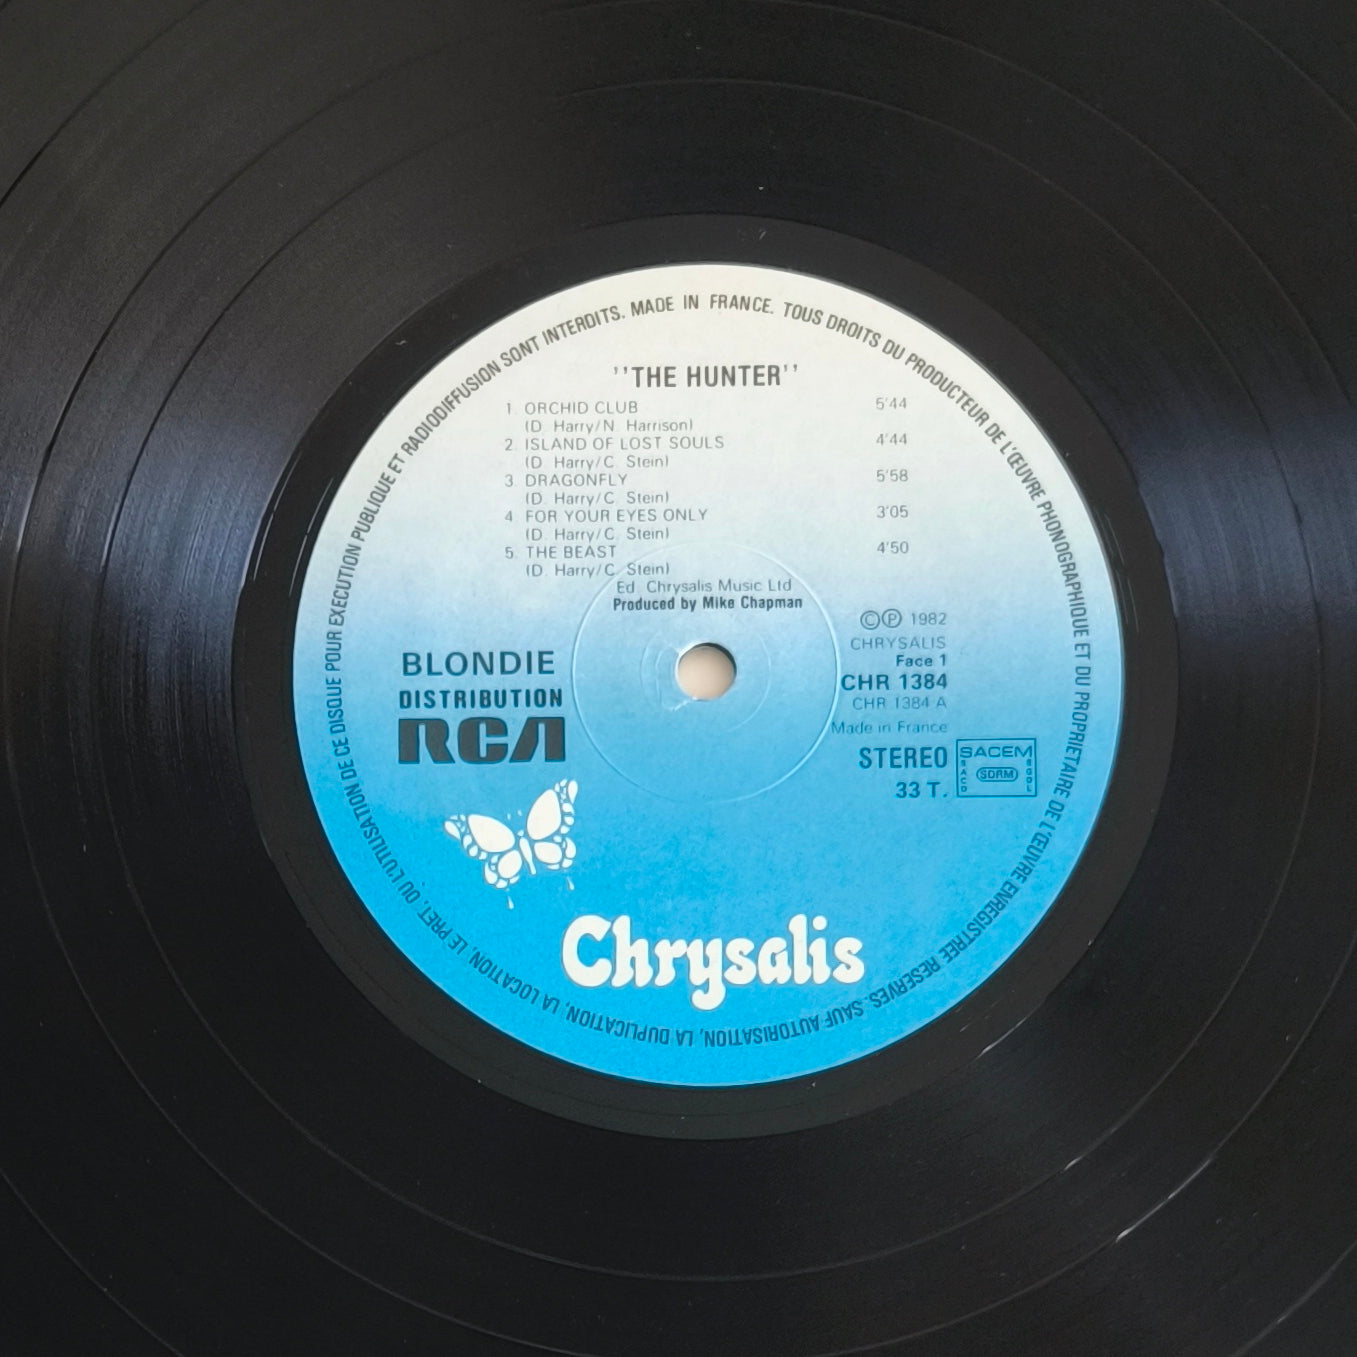 MADE IN FRANCE. TOUS DROITS DU PRODUCTEUR DE L'ŒUVRE PHONOGRAPHIQUE ET DU PROPRIETAIRE DE L'ŒUVRE ENREGISTREE RESERVES. SAUF AUTORISATION, LA DUPLICATION, LA LOCATION, LE PRET, OU L'UTILISATION DE CE DISQUE POUR EXECUTION PUBLIQUE ET RADIODIFFUSION SONT INTERDITS.
''THE HUNTER''
1. ORCHID CLUB 5'44
(D. Harry/N. Harrison)
2. ISLAND OF LOST SOULS 4'44
(D. Harry/C. Stein)
3. DRAGONFLY 5'58
(D. Harry/C. Stein)
4. FOR YOUR EYES ONLY 3'05
(D. Harry/C. Stein)
5. THE BEAST 4'50
(D. Harry/C. Stein)
Ed. Chrysalis Music Ltd
Produced by Mike Chapman
©℗ 1982
CHRYSALIS
Face 1
CHR 1384
CHR 1384 A
Made in France
STEREO
33 T.
SACEM
SACD
SDRM
SGDL
BLONDIE
DISTRIBUTION
RCA
Chrysalis